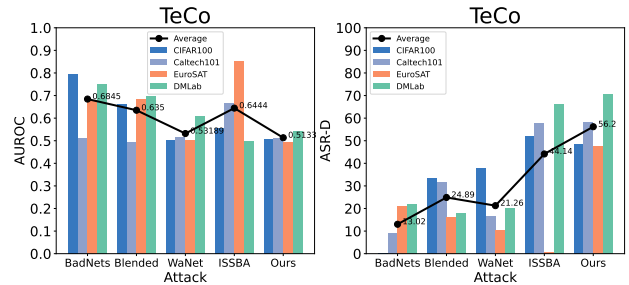 TeCo
AUROC
1.0
0.9
0.8
0.7
0.6
0.5
0.4
0.3
0.2
0.1
0.0
Average
CIFAR100
Caltech101
EuroSAT
DMLab
0.6845
0.635
0.53189
0.6444
0.5133
BadNets Blended WaNet ISSBA Ours
Attack
TeCo
ASR-D
100
90
80
70
60
50
40
30
20
10
0
Average
CIFAR100
Caltech101
EuroSAT
DMLab
13.02
24.89
21.26
44.14
56.2
BadNets Blended WaNet ISSBA Ours
Attack